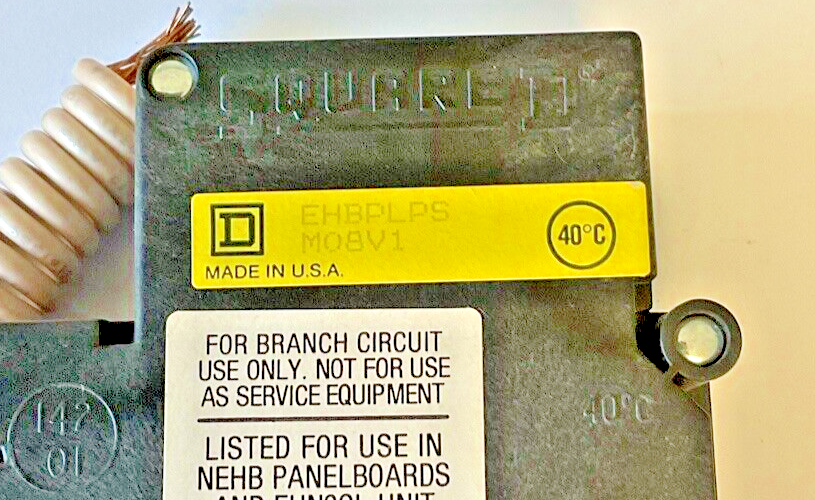 SQUARE D
D
EHBPLPS
M08V1
40°C
MADE IN U.S.A.
FOR BRANCH CIRCUIT
USE ONLY. NOT FOR USE
AS SERVICE EQUIPMENT
LISTED FOR USE IN
NEHB PANELBOARDS
40°C
142
01